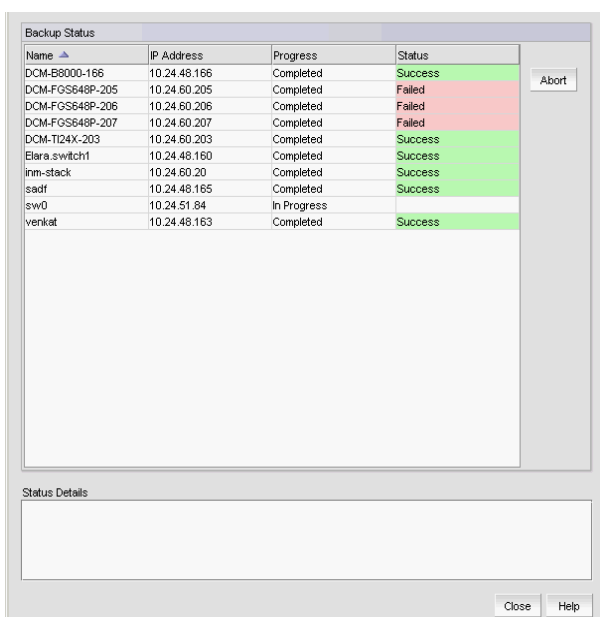 Backup Status
Name IP Address Progress Status
DCM-B8000-166 10.24.48.166 Completed Success
Abort
DCM-FGS648P-205 10.24.60.205 Completed Failed
DCM-FGS648P-206 10.24.60.206 Completed Failed
DCM-FGS648P-207 10.24.60.207 Completed Failed
DCM-TI24X-203 10.24.60.203 Completed Success
Elara.switch1 10.24.48.160 Completed Success
inm-stack 10.24.60.20 Completed Success
sadf 10.24.48.165 Completed Success
sw0 10.24.51.84 In Progress
venkat 10.24.48.163 Completed Success
Status Details
Close Help